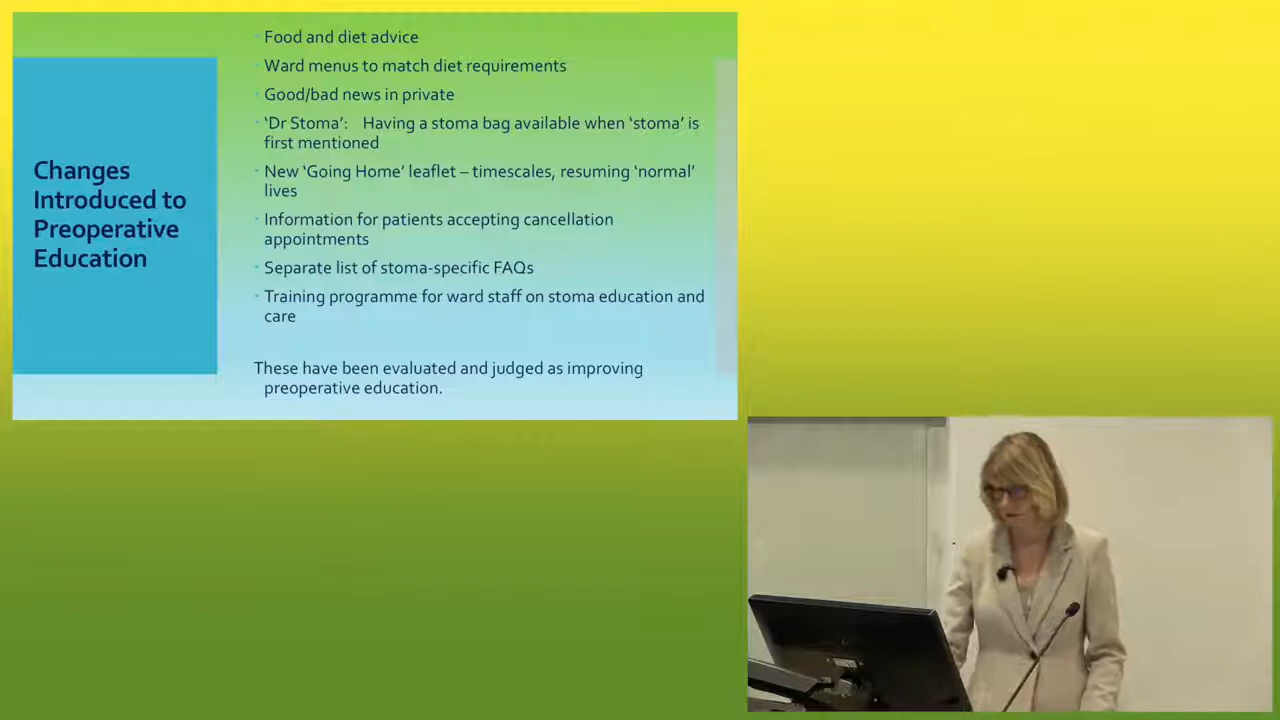 Changes
Introduced to
Preoperative
Education
Food and diet advice
Ward menus to match diet requirements
Good/bad news in private
‘Dr Stoma’: Having a stoma bag available when ‘stoma’ is
first mentioned
New ‘Going Home’ leaflet – timescales, resuming ‘normal’
lives
Information for patients accepting cancellation
appointments
Separate list of stoma-specific FAQs
Training programme for ward staff on stoma education and
care
These have been evaluated and judged as improving
preoperative education.